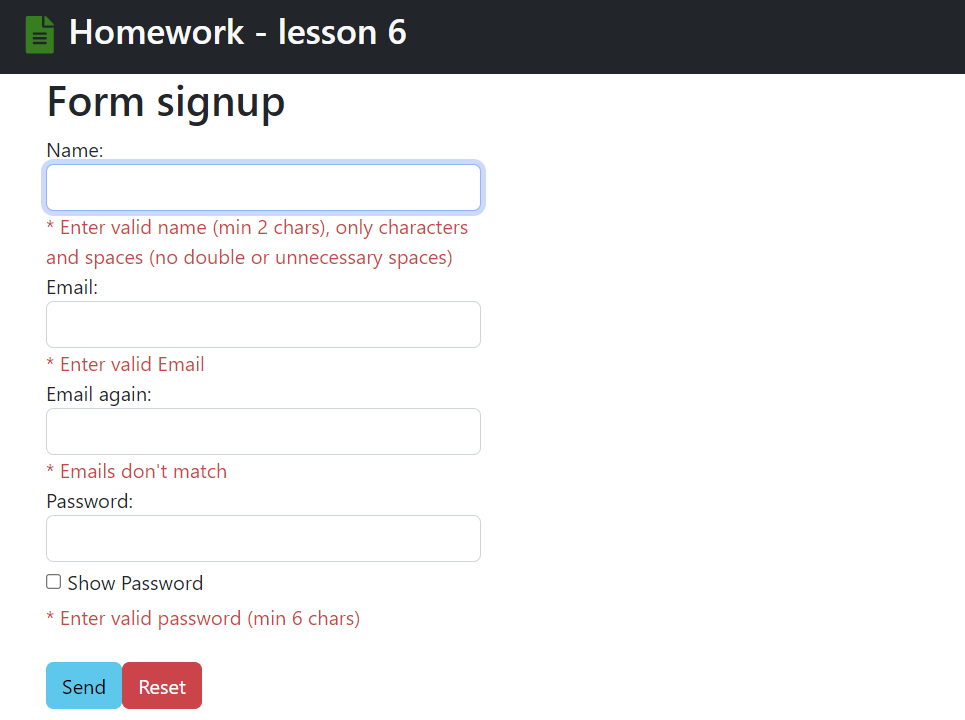 Homework - lesson 6
Form signup
Name:
* Enter valid name (min 2 chars), only characters
and spaces (no double or unnecessary spaces)
Email:
* Enter valid Email
Email again:
* Emails don't match
Password:
Show Password
* Enter valid password (min 6 chars)
Send Reset